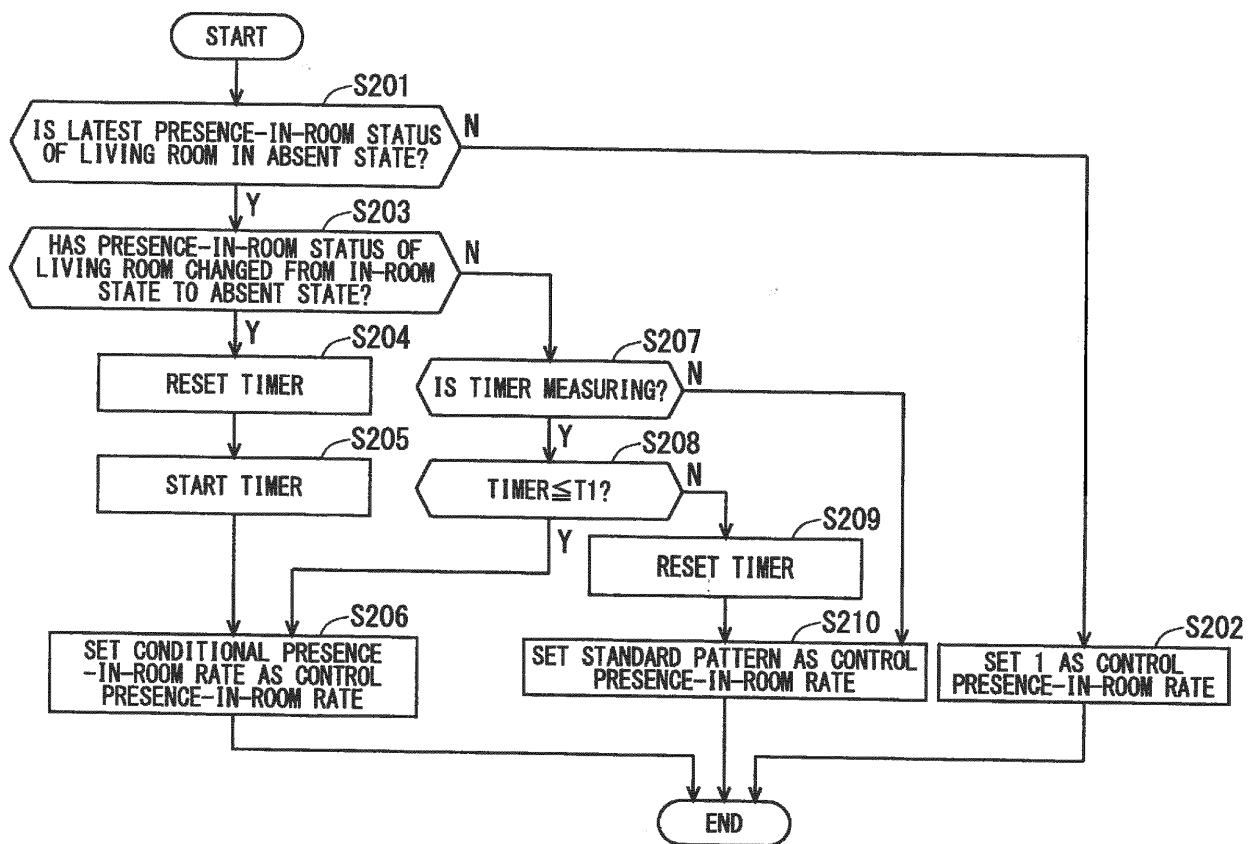 START
S201
IS LATEST PRESENCE-IN-ROOM STATUS
OF LIVING ROOM IN ABSENT STATE?
N
Y
S203
HAS PRESENCE-IN-ROOM STATUS OF
LIVING ROOM CHANGED FROM IN-ROOM
STATE TO ABSENT STATE?
N
Y
S204
RESET TIMER
S207
IS TIMER MEASURING?
N
Y
S205
START TIMER
S208
TIMER≦T1?
N
Y
S209
RESET TIMER
S206
SET CONDITIONAL PRESENCE
-IN-ROOM RATE AS CONTROL
PRESENCE-IN-ROOM RATE
S210
SET STANDARD PATTERN AS CONTROL
PRESENCE-IN-ROOM RATE
S202
SET 1 AS CONTROL
PRESENCE-IN-ROOM RATE
END